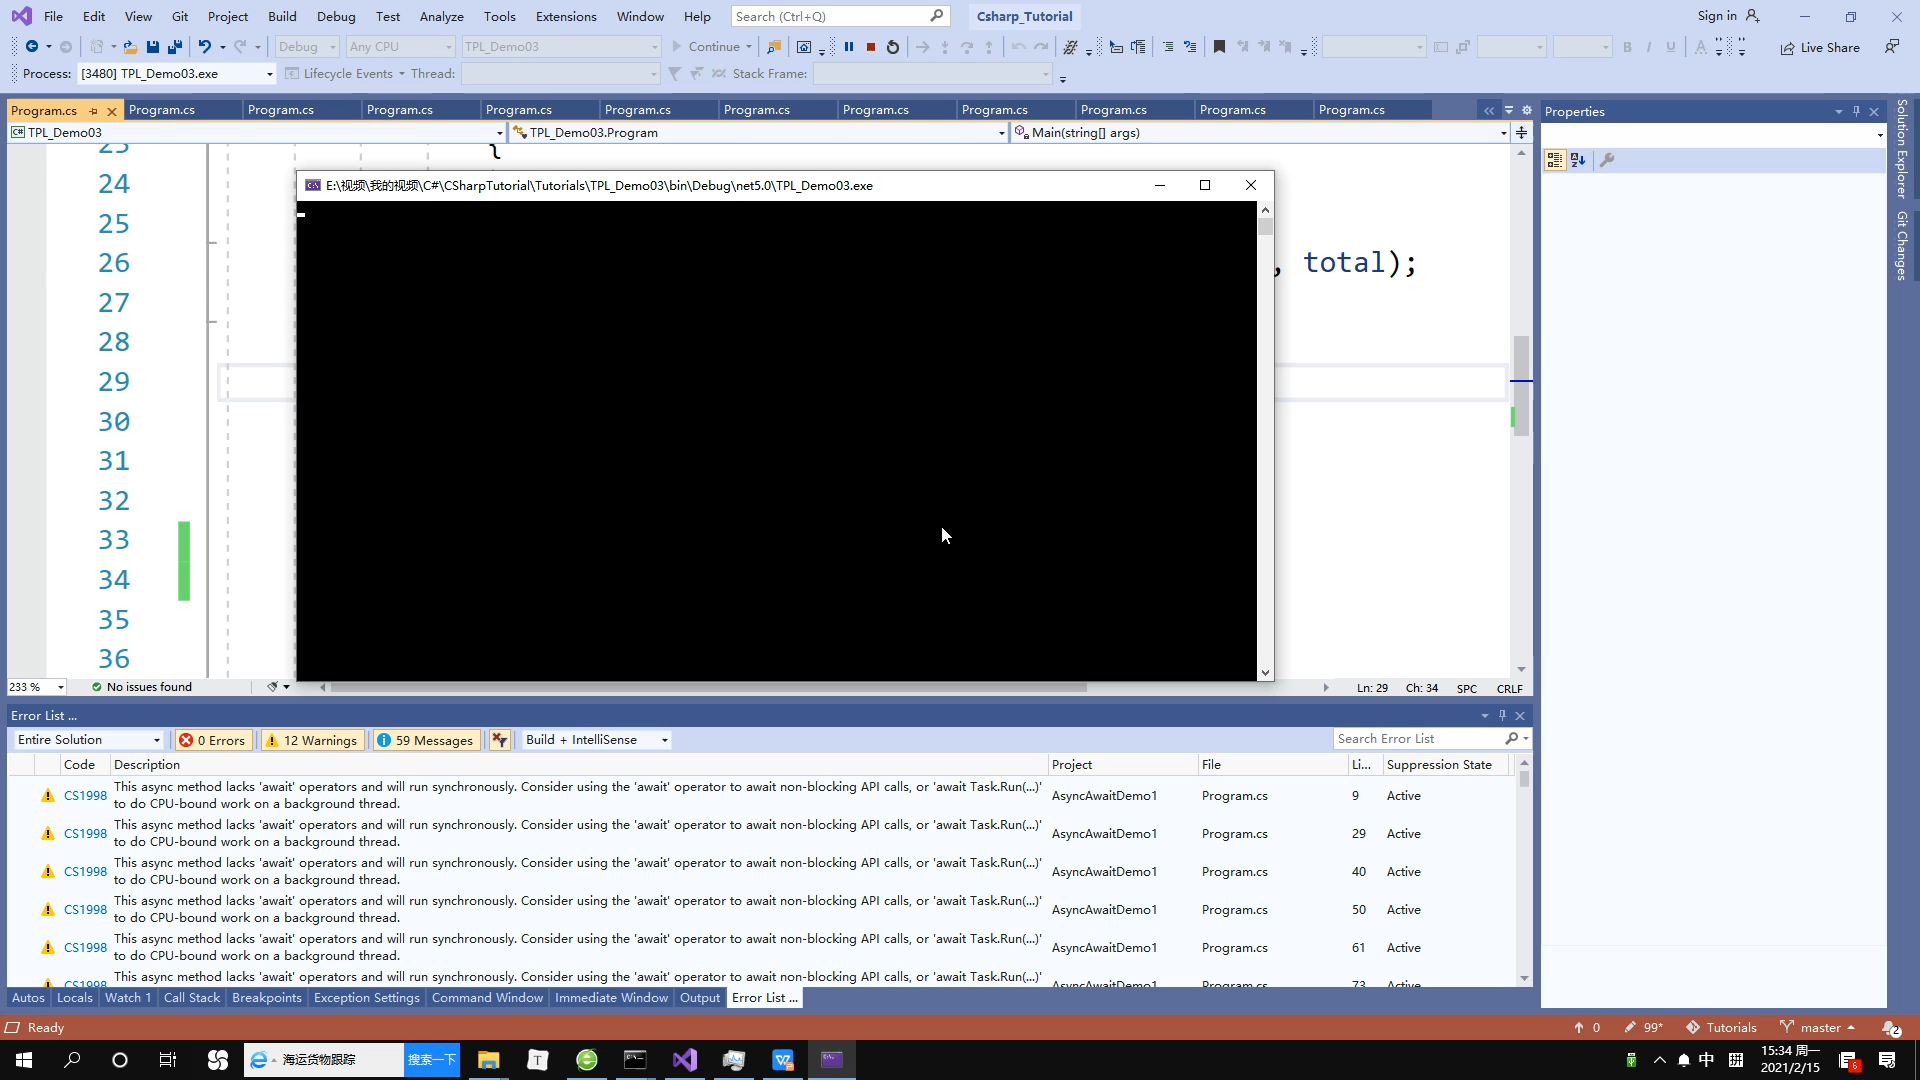 File Edit View Git Project Build Debug Test Analyze Tools Extensions Window Help Search (Ctrl+Q) Csharp_Tutorial Sign in
Debug Any CPU TPL_Demo03 Continue Live Share
Process: [3480] TPL_Demo03.exe Lifecycle Events Thread: Stack Frame:
Program.cs Program.cs Program.cs Program.cs Program.cs Program.cs Program.cs Program.cs Program.cs Program.cs Program.cs Program.cs Properties
TPL_Demo03 TPL_Demo03.Program Main(string[] args)
Solution Explorer
Git Changes
23 {
24
E:\视频\我的视频\C#\CSharpTutorial\Tutorials\TPL_Demo03\bin\Debug\net5.0\TPL_Demo03.exe
25
26 , total);
27
28
29
30
31
32
33
34
35
36
233 % No issues found Ln: 29 Ch: 34 SPC CRLF
Error List ...
Entire Solution 0 Errors 12 Warnings 59 Messages Build + IntelliSense Search Error List
Code Description Project File Li... Suppression State
CS1998 This async method lacks 'await' operators and will run synchronously. Consider using the 'await' operator to await non-blocking API calls, or 'await Task.Run(...)' AsyncAwaitDemo1 Program.cs 9 Active
to do CPU-bound work on a background thread.
CS1998 This async method lacks 'await' operators and will run synchronously. Consider using the 'await' operator to await non-blocking API calls, or 'await Task.Run(...)' AsyncAwaitDemo1 Program.cs 29 Active
to do CPU-bound work on a background thread.
CS1998 This async method lacks 'await' operators and will run synchronously. Consider using the 'await' operator to await non-blocking API calls, or 'await Task.Run(...)' AsyncAwaitDemo1 Program.cs 40 Active
to do CPU-bound work on a background thread.
CS1998 This async method lacks 'await' operators and will run synchronously. Consider using the 'await' operator to await non-blocking API calls, or 'await Task.Run(...)' AsyncAwaitDemo1 Program.cs 50 Active
to do CPU-bound work on a background thread.
CS1998 This async method lacks 'await' operators and will run synchronously. Consider using the 'await' operator to await non-blocking API calls, or 'await Task.Run(...)' AsyncAwaitDemo1 Program.cs 61 Active
to do CPU-bound work on a background thread.
CS1998 This async method lacks 'await' operators and will run synchronously. Consider using the 'await' operator to await non-blocking API calls, or 'await Task.Run(...)' AsyncAwaitDemo1 Program.cs 73 Active
Autos Locals Watch 1 Call Stack Breakpoints Exception Settings Command Window Immediate Window Output Error List ...
Ready 0 99* Tutorials master 2
海运货物跟踪 搜索一下 中 拼 15:34 周一 6
2021/2/15